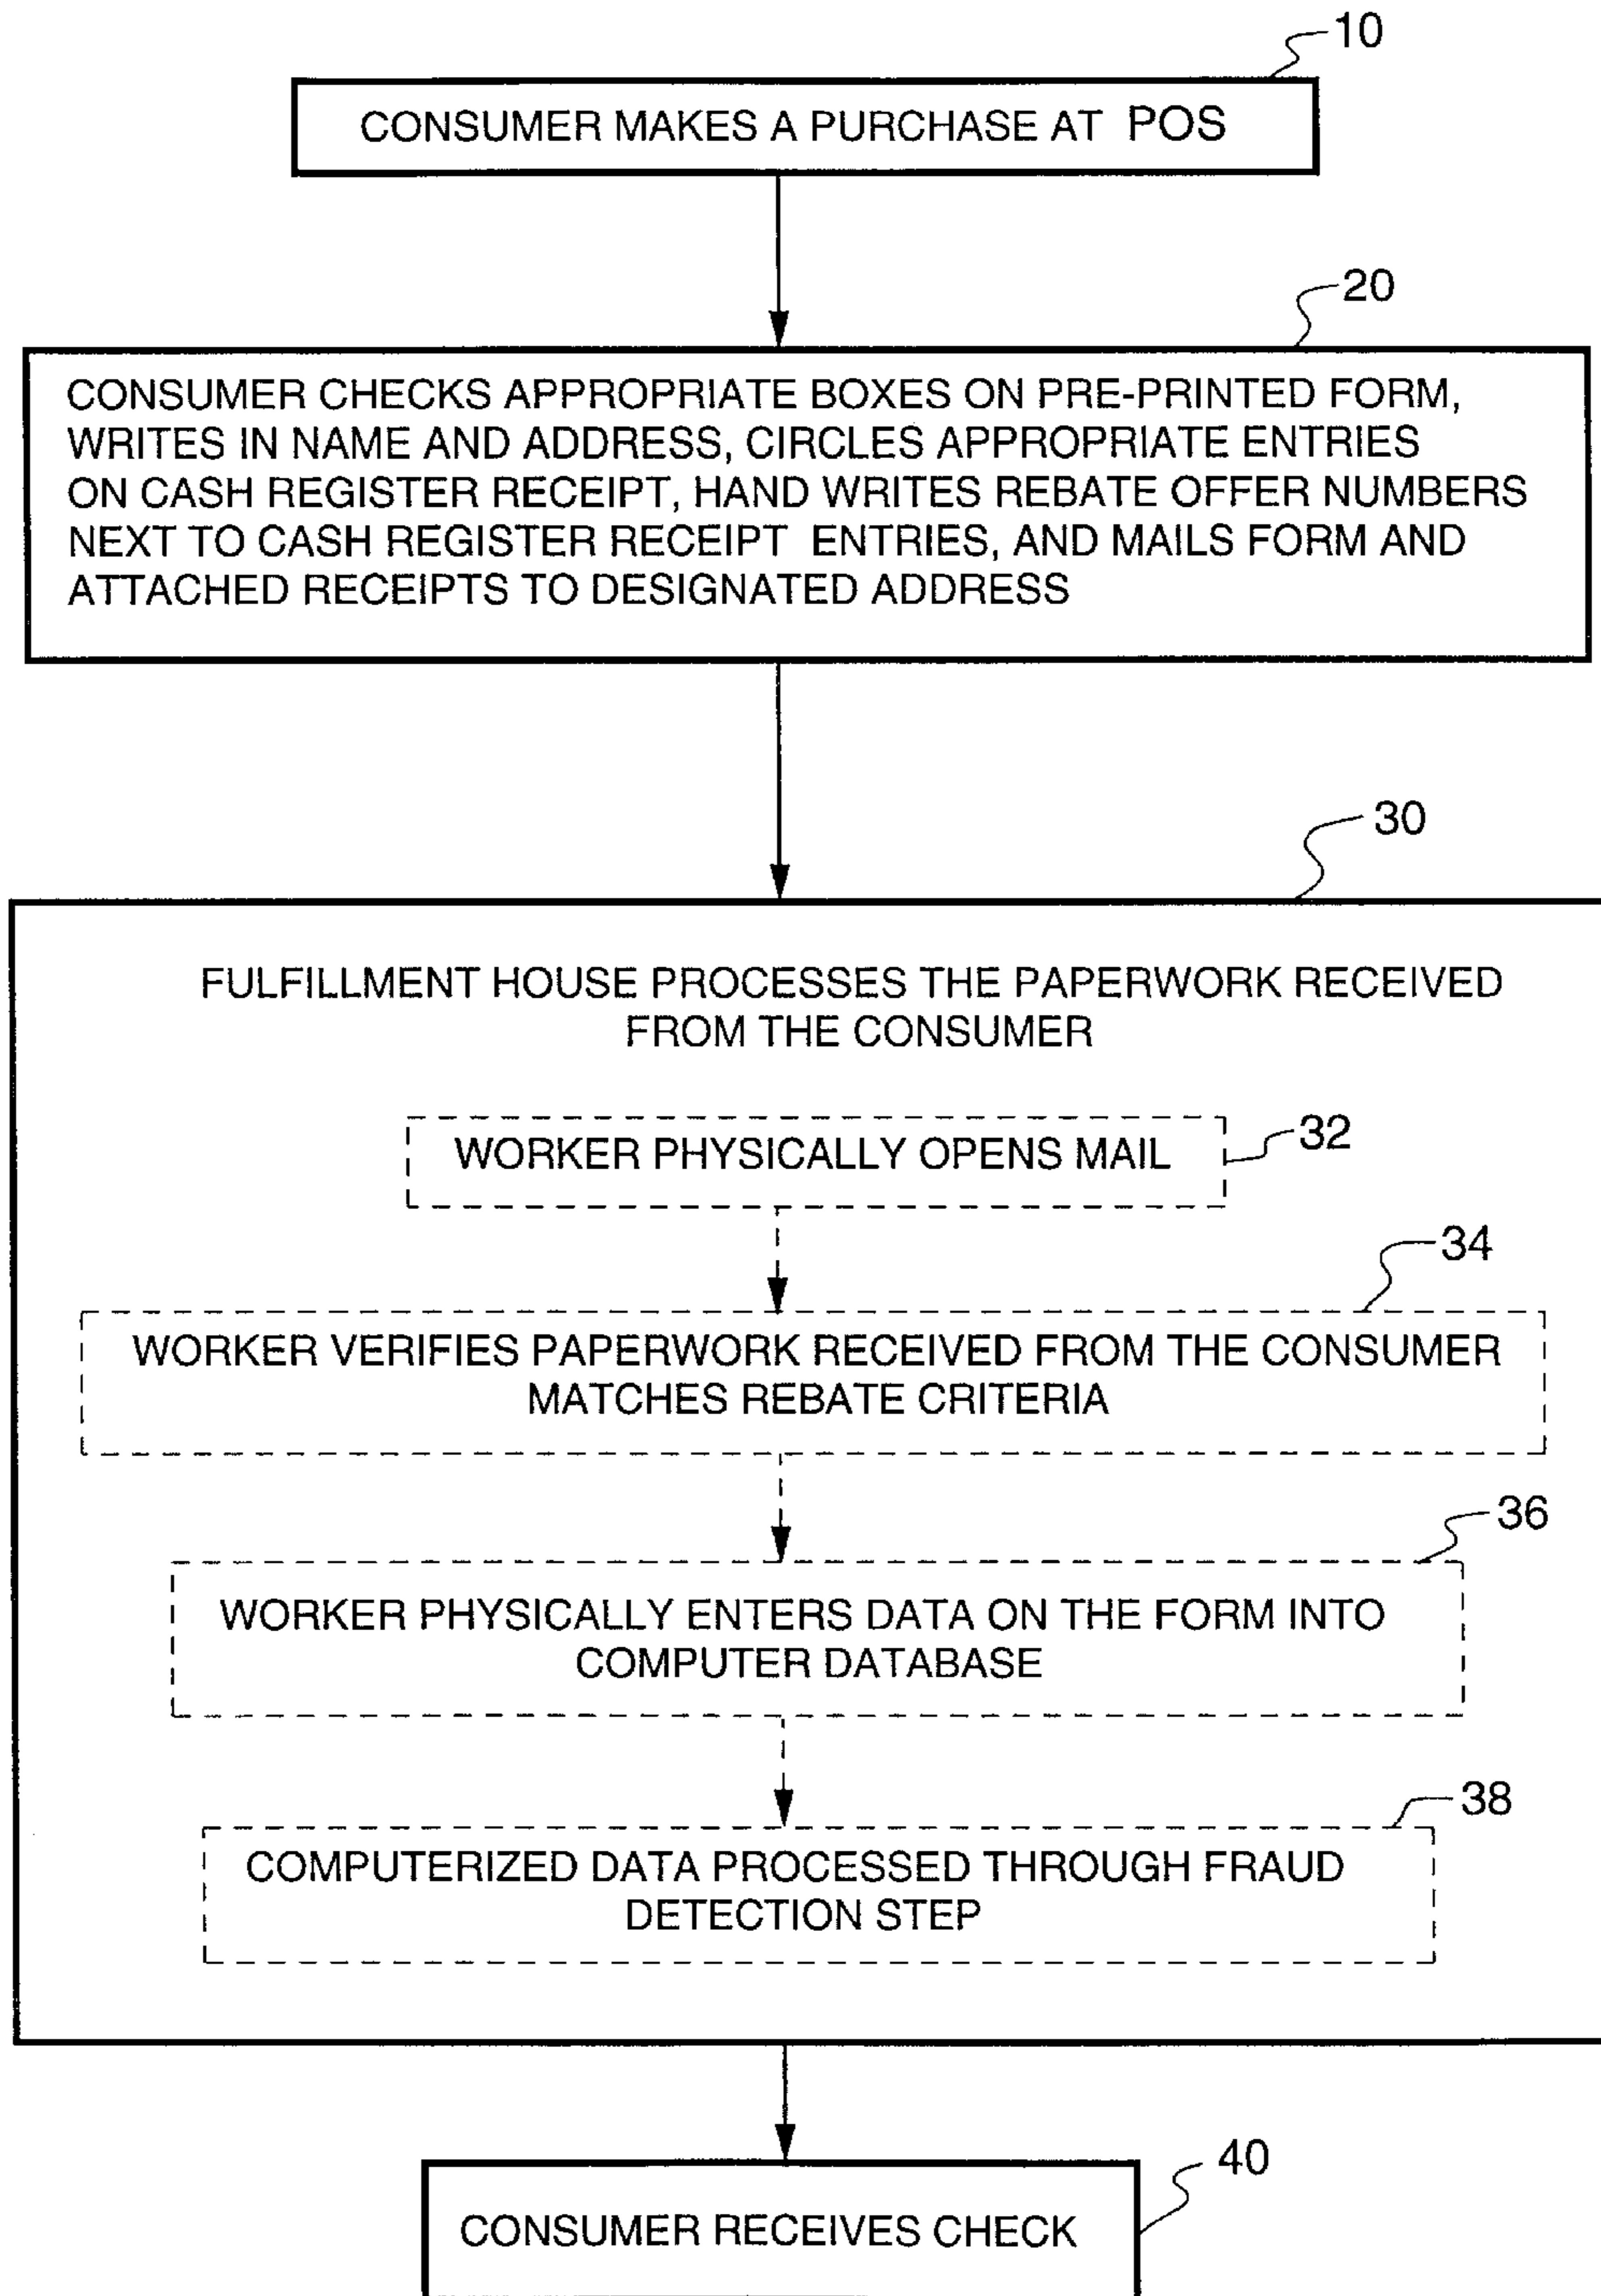 10
CONSUMER MAKES A PURCHASE AT POS
20
CONSUMER CHECKS APPROPRIATE BOXES ON PRE-PRINTED FORM,
WRITES IN NAME AND ADDRESS, CIRCLES APPROPRIATE ENTRIES
ON CASH REGISTER RECEIPT, HAND WRITES REBATE OFFER NUMBERS
NEXT TO CASH REGISTER RECEIPT ENTRIES, AND MAILS FORM AND
ATTACHED RECEIPTS TO DESIGNATED ADDRESS
30
FULFILLMENT HOUSE PROCESSES THE PAPERWORK RECEIVED
FROM THE CONSUMER
WORKER PHYSICALLY OPENS MAIL
32
34
WORKER VERIFIES PAPERWORK RECEIVED FROM THE CONSUMER
MATCHES REBATE CRITERIA
36
WORKER PHYSICALLY ENTERS DATA ON THE FORM INTO
COMPUTER DATABASE
38
COMPUTERIZED DATA PROCESSED THROUGH FRAUD
DETECTION STEP
40
CONSUMER RECEIVES CHECK